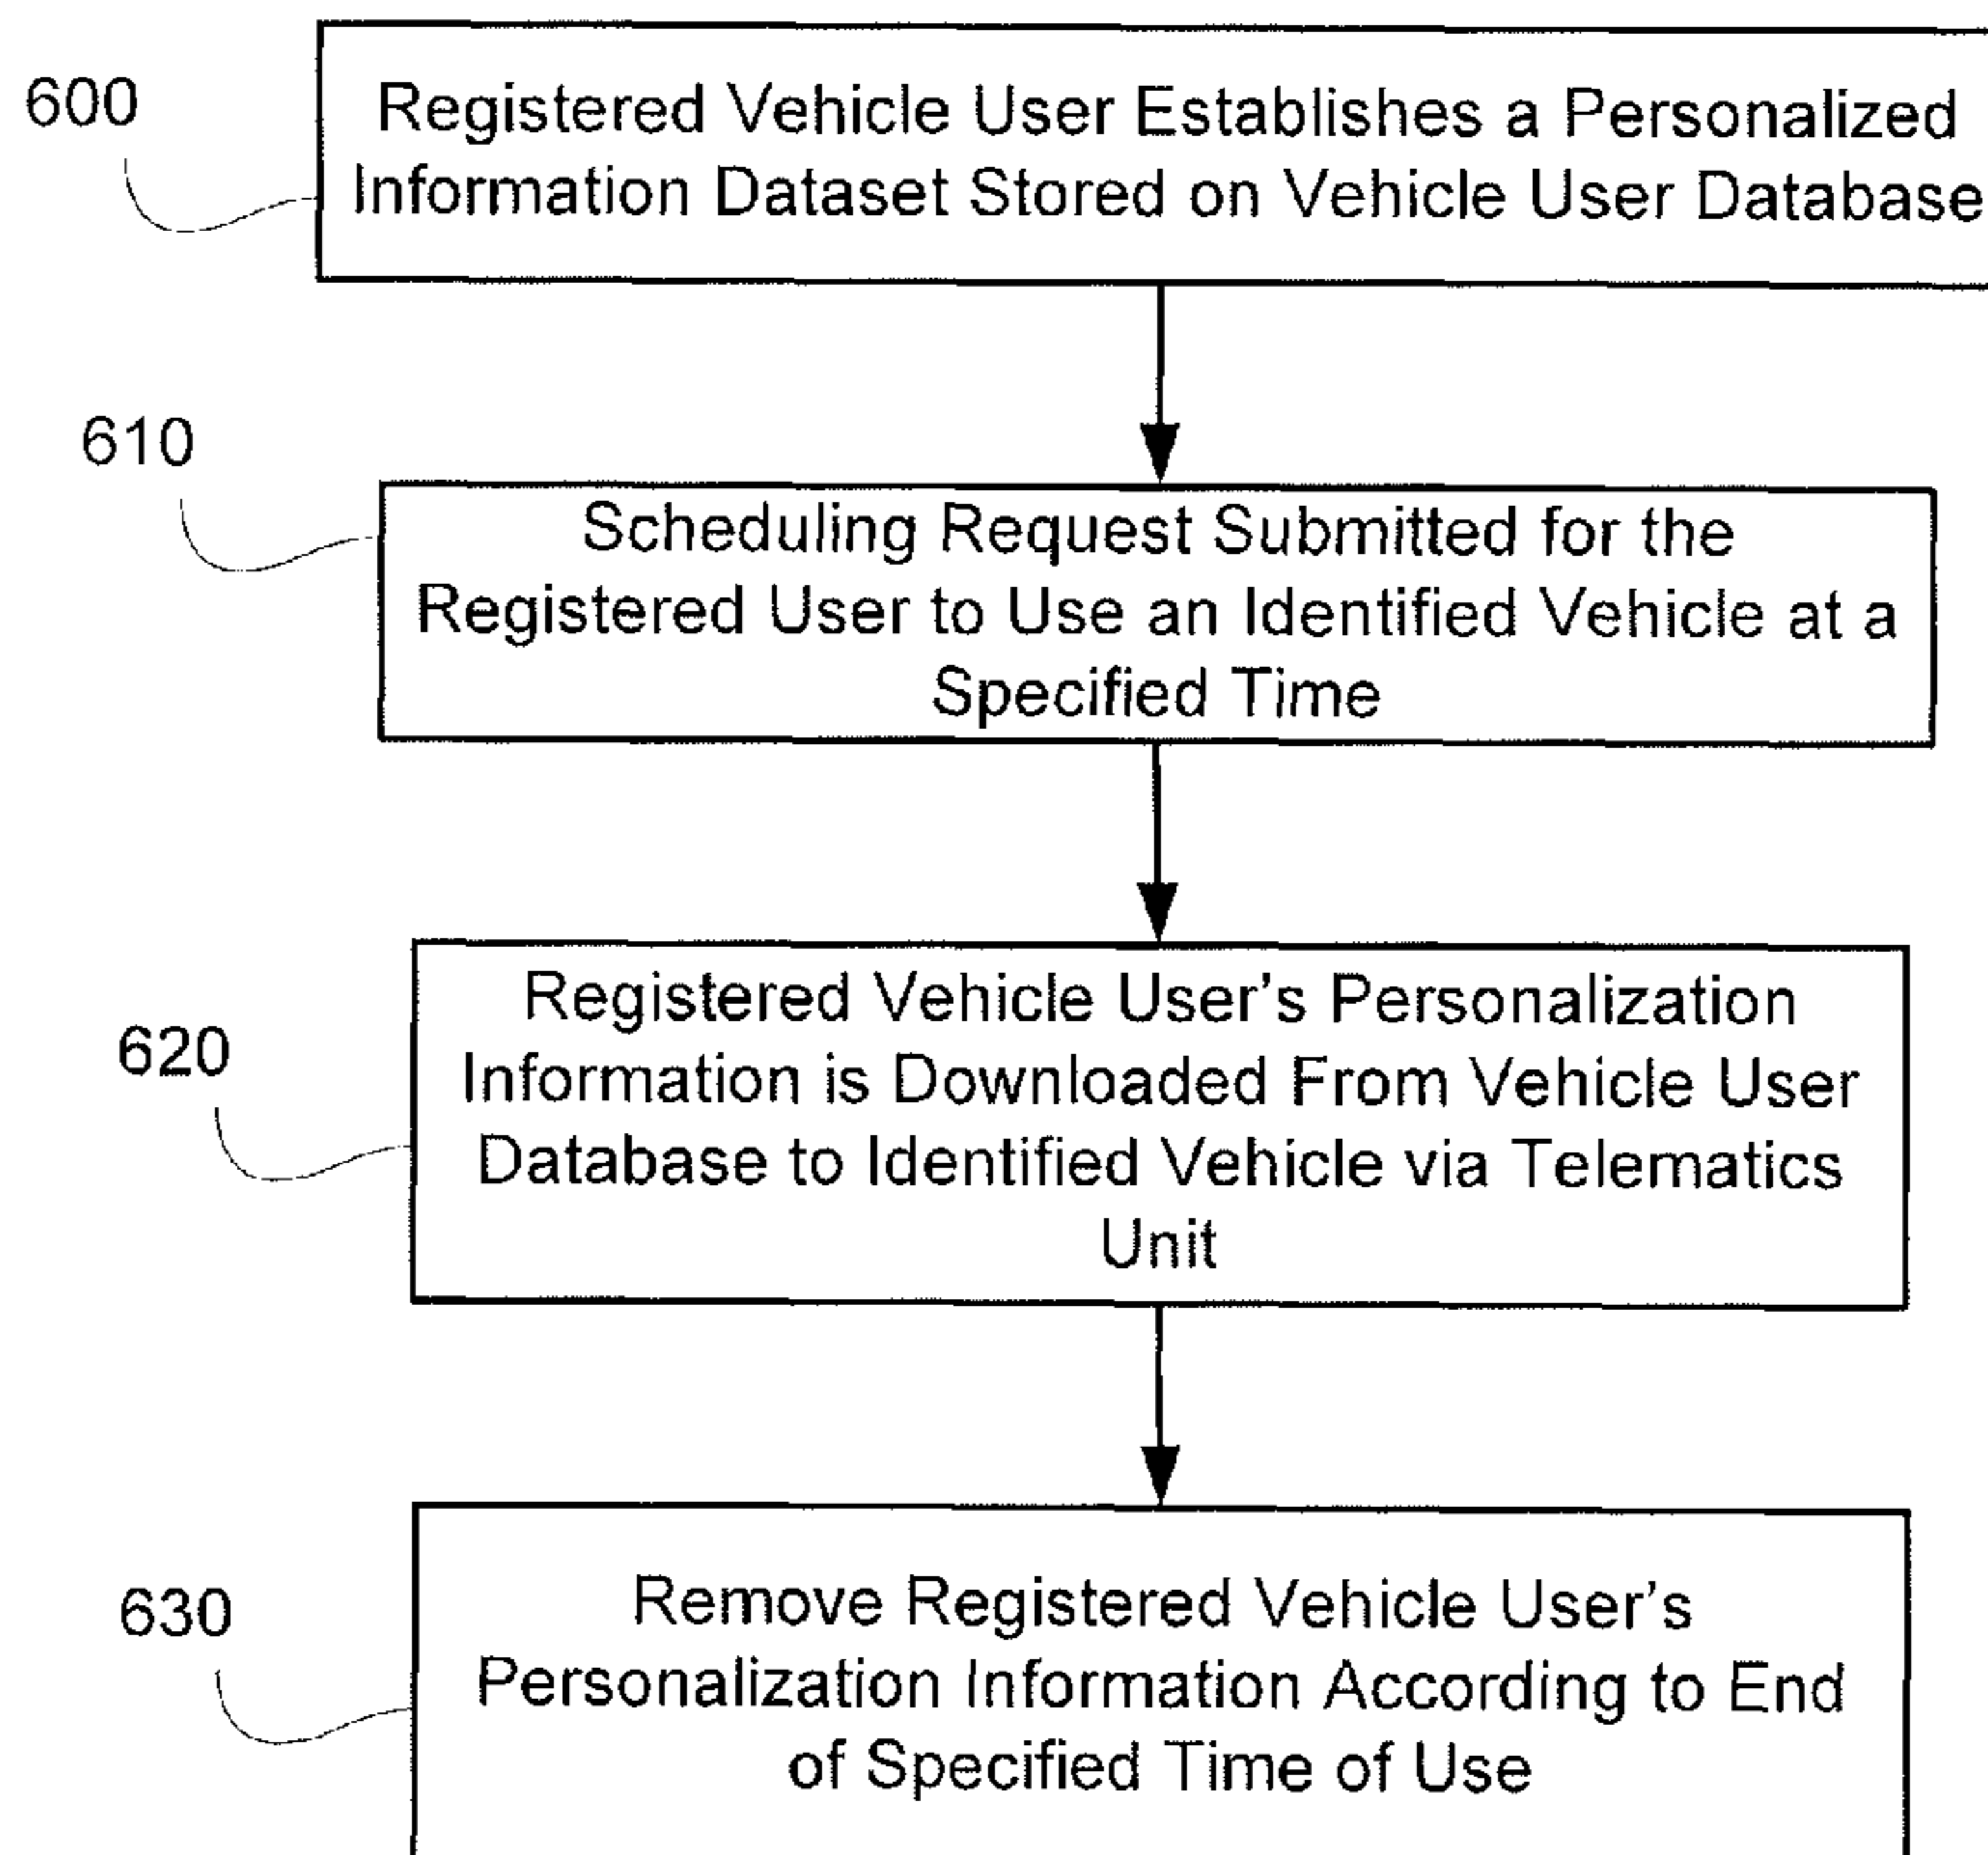 600
Registered Vehicle User Establishes a Personalized
Information Dataset Stored on Vehicle User Database
610
Scheduling Request Submitted for the
Registered User to Use an Identified Vehicle at a
Specified Time
620
Registered Vehicle User's Personalization
Information is Downloaded From Vehicle User
Database to Identified Vehicle via Telematics
Unit
630
Remove Registered Vehicle User's
Personalization Information According to End
of Specified Time of Use